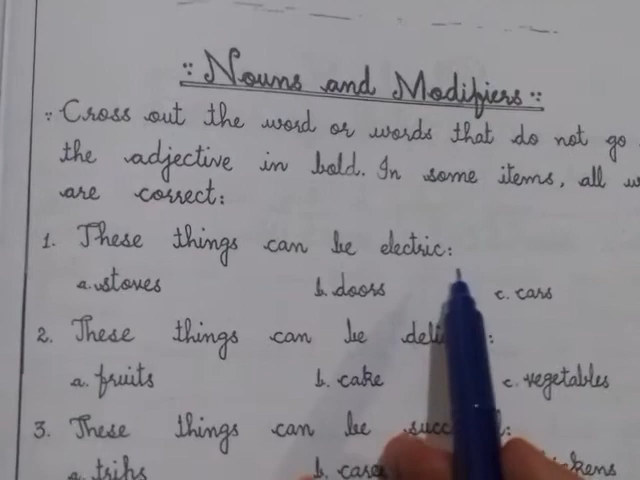 :: Nouns and Modifiers ::
:: Cross out the word or words that do not go
the adjective in bold. In some items, all
are correct:
1. These things can be electric:
a. stoves b. doors c. cars
2. These things can be :
a. fruits b. cake c. vegetables
3. These things can be :
a. trips b.